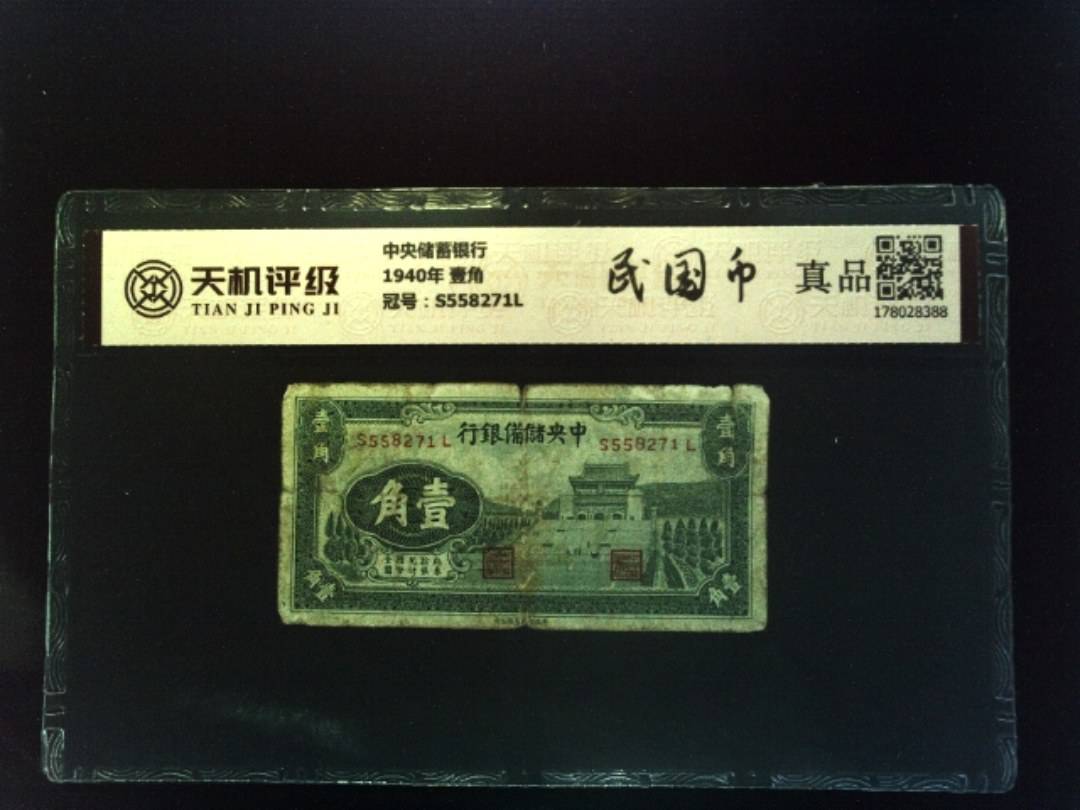 天机评级
TIAN JI PING JI
中央储蓄银行
1940年 壹角
冠号：S558271L
民国币
真品
178028388
行銀備儲央中
S558271L
S558271L
壹角
壹角
角壹
角壹